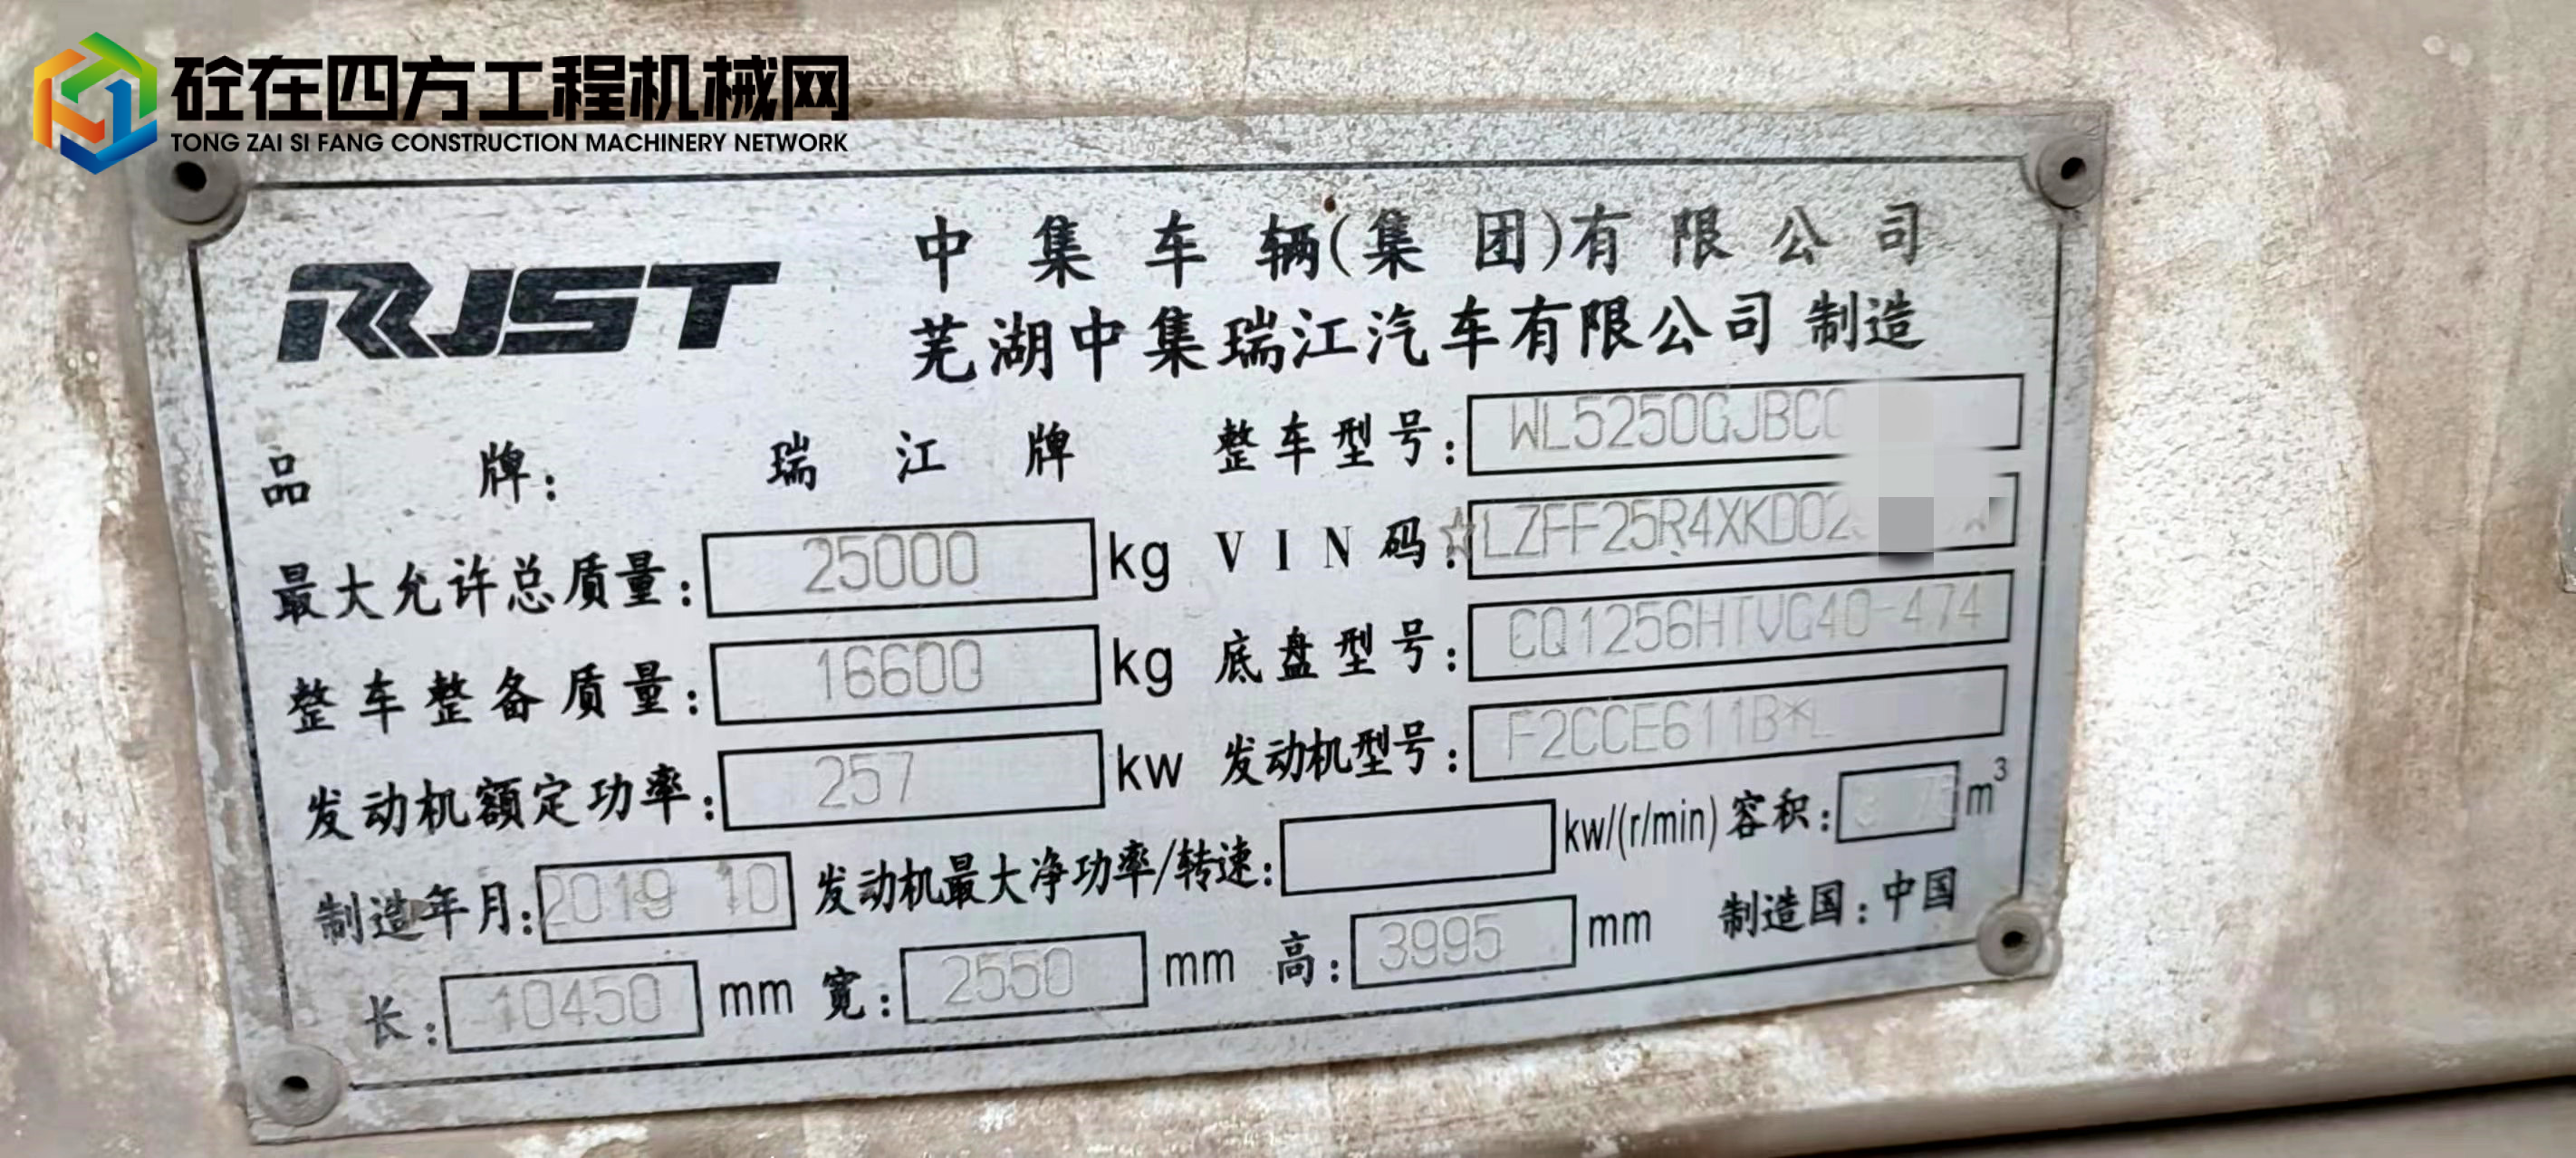 砼在四方工程机械网
TONG ZAI SI FANG CONSTRUCTION MACHINERY NETWORK
RJST
中集车辆(集团)有限公司
芜湖中集瑞江汽车有限公司 制造
品牌: 瑞江牌 整车型号: WL5250GJBCQ
最大允许总质量: 25000 kg VIN码: ☆LZFF25R4XKD02
整车整备质量: 16600 kg 底盘型号: CQ1256HTVG40-474
发动机额定功率: 257 kw 发动机型号: F2CCE611B*L
制造年月: 2019 10 发动机最大净功率/转速: kw/(r/min) 容积: m³
长: 10450 mm 宽: 2550 mm 高: 3995 mm 制造国: 中国